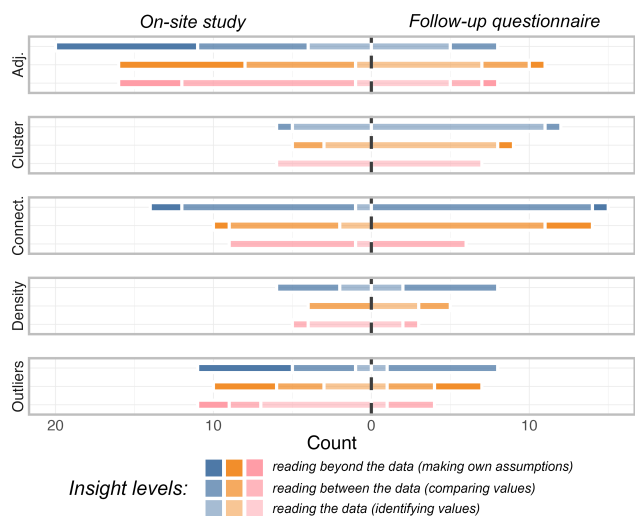 On-site study
Follow-up questionnaire
Adj.
Cluster
Connect.
Density
Outliers
20 10 0 10
Count
Insight levels:
reading beyond the data (making own assumptions)
reading between the data (comparing values)
reading the data (identifying values)